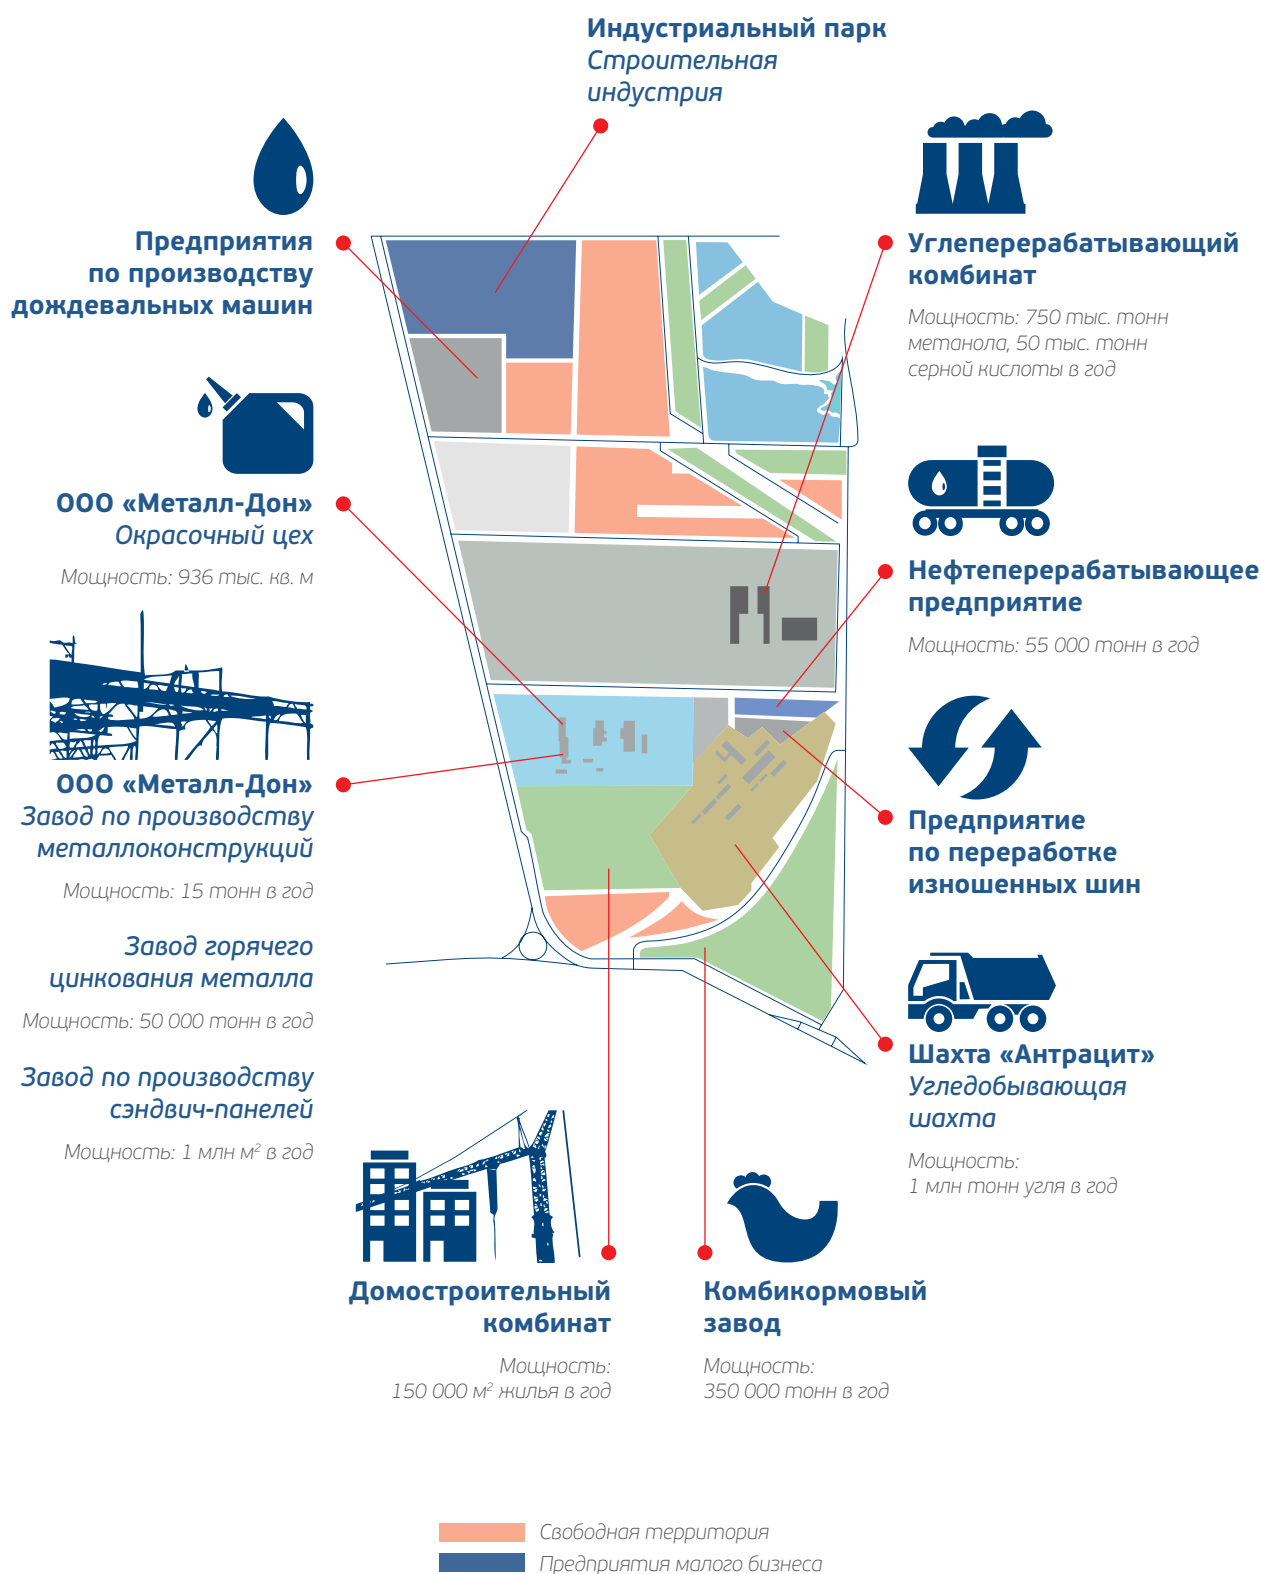 Индустриальный парк
Строительная
индустрия
Предприятия
по производству
дождевальных машин
ООО «Металл-Дон»
Окрасочный цех
Мощность: 936 тыс. кв. м
ООО «Металл-Дон»
Завод по производству
металлоконструкций
Мощность: 15 тонн в год
Завод горячего
цинкования металла
Мощность: 50 000 тонн в год
Завод по производству
сэндвич-панелей
Мощность: 1 млн м² в год
Углеперерабатывающий
комбинат
Мощность: 750 тыс. тонн
метанола, 50 тыс. тонн
серной кислоты в год
Нефтеперерабатывающее
предприятие
Мощность: 55 000 тонн в год
Предприятие
по переработке
изношенных шин
Шахта «Антрацит»
Угледобывающая
шахта
Мощность:
1 млн тонн угля в год
Домостроительный
комбинат
Мощность:
150 000 м² жилья в год
Комбикормовый
завод
Мощность:
350 000 тонн в год
Свободная территория
Предприятия малого бизнеса